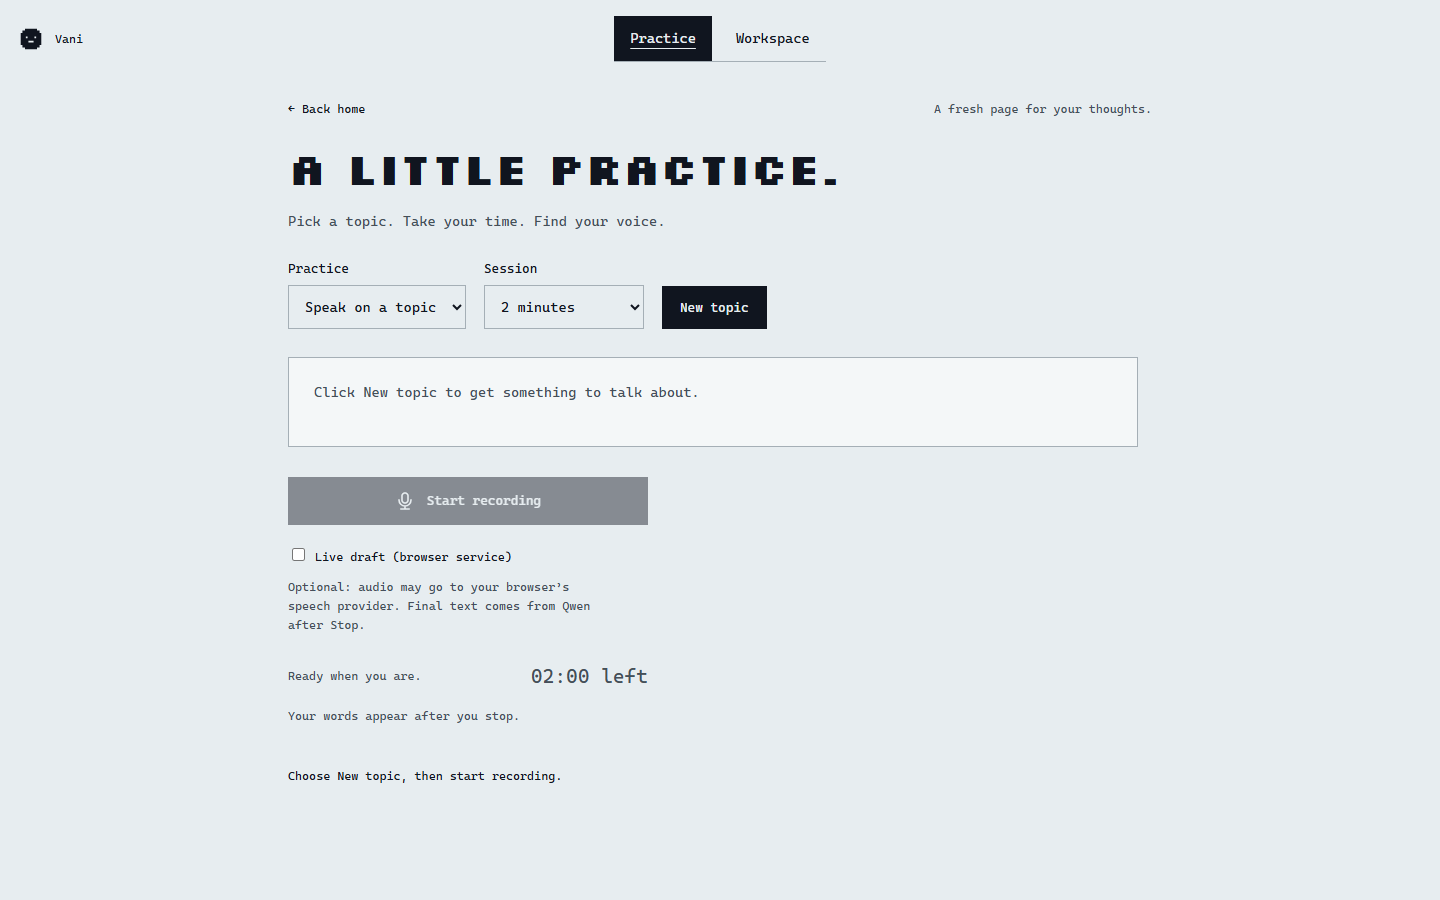 Vani
Practice
Workspace
← Back home
A fresh page for your thoughts.
A LITTLE PRACTICE.
Pick a topic. Take your time. Find your voice.
Practice
Session
Speak on a topic
2 minutes
New topic
Click New topic to get something to talk about.
Start recording
Live draft (browser service)
Optional: audio may go to your browser’s
speech provider. Final text comes from Qwen
after Stop.
Ready when you are.
02:00 left
Your words appear after you stop.
Choose New topic, then start recording.